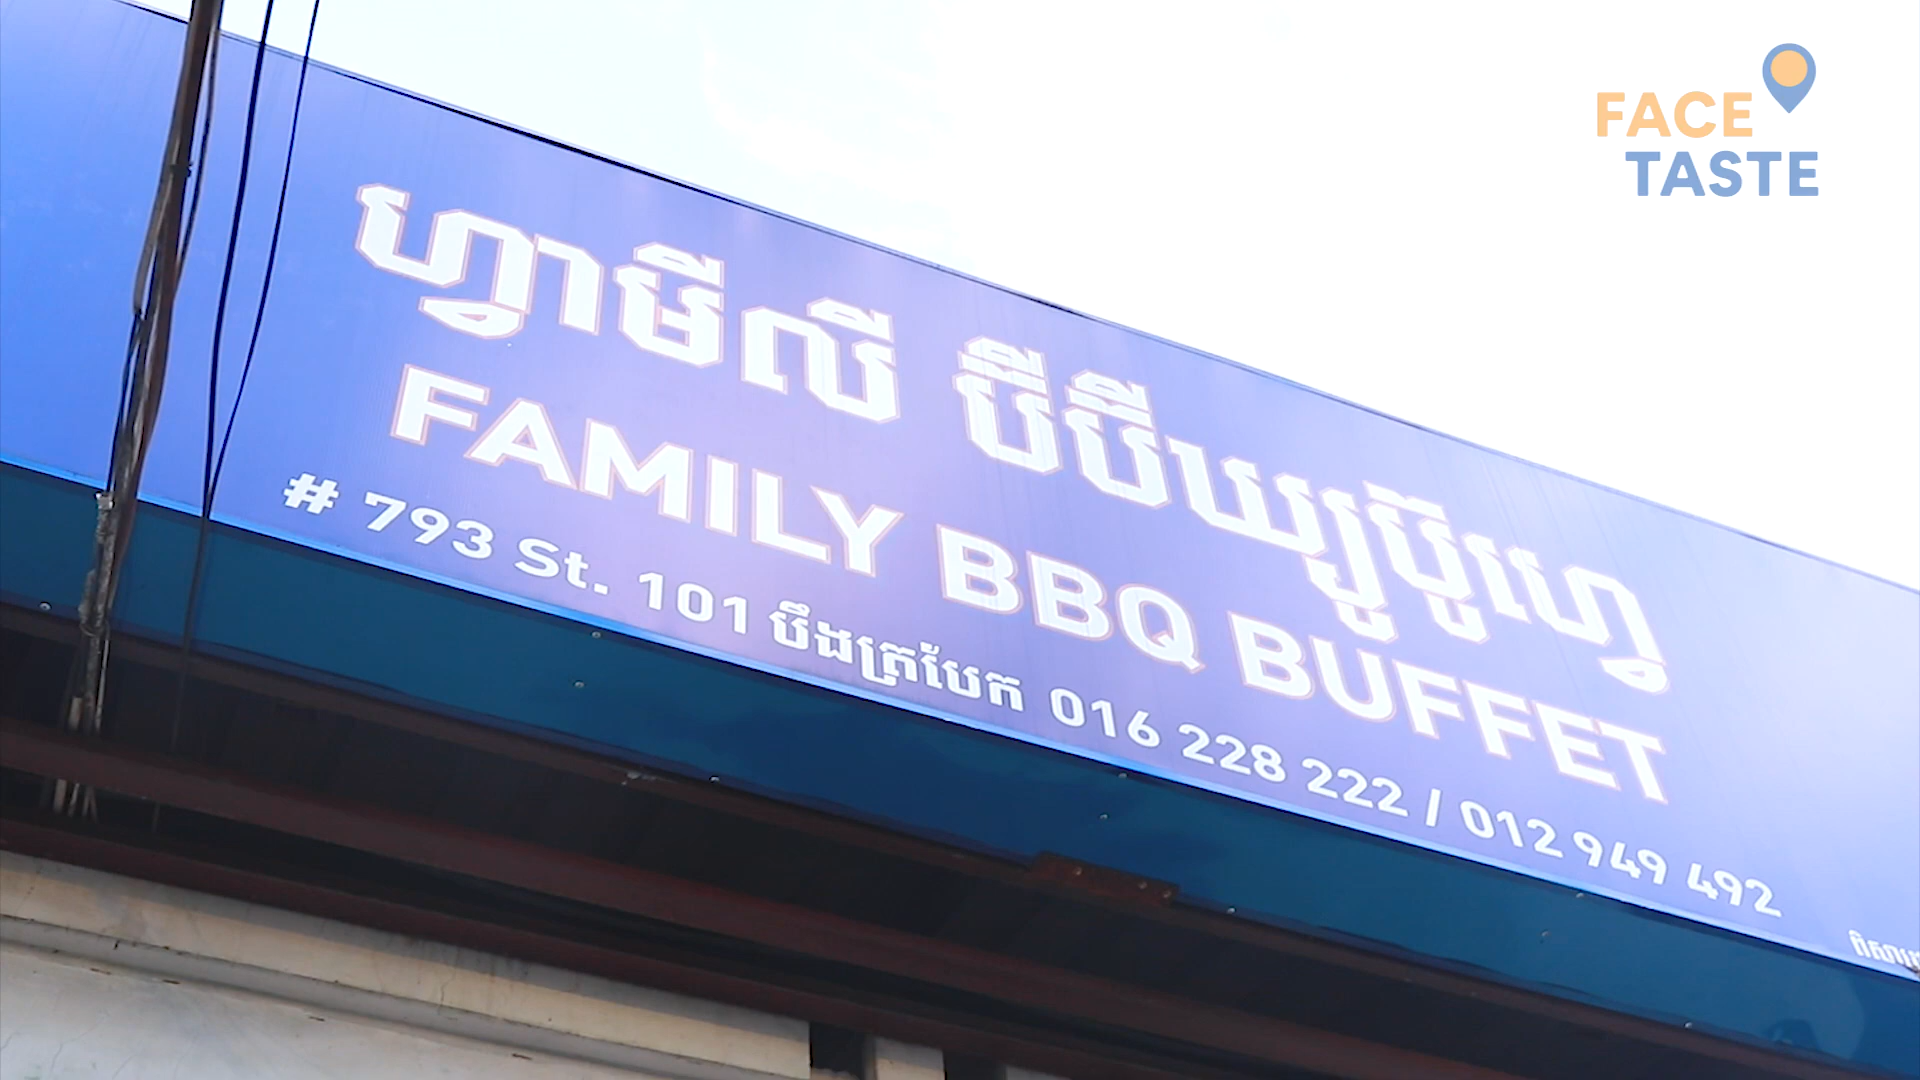 FACE
TASTE
ហ្វាមីលី ប៊ីប៊ីឃ្យូប៊ូហ្វេ
FAMILY BBQ BUFFET
# 793 St. 101 បឹងត្របែក 016 228 222 / 012 949 492